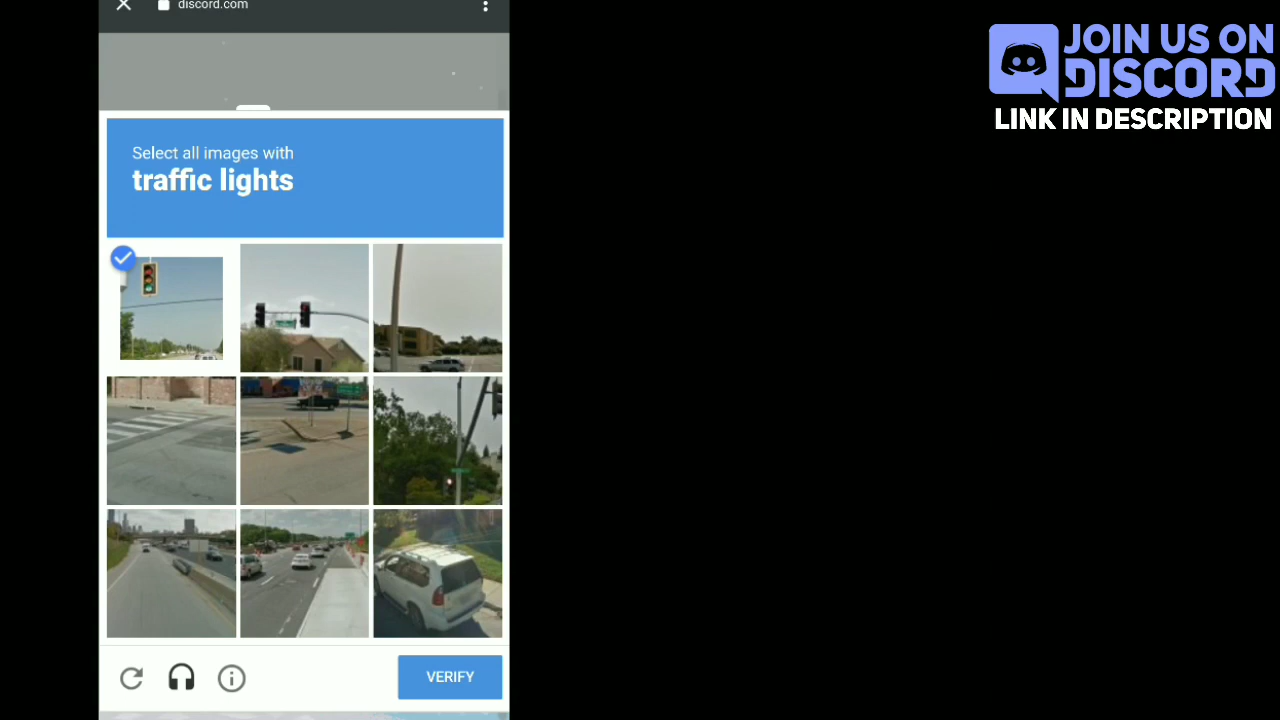 discord.com
JOIN US ON
DISCORD
LINK IN DESCRIPTION
Select all images with
traffic lights
VERIFY